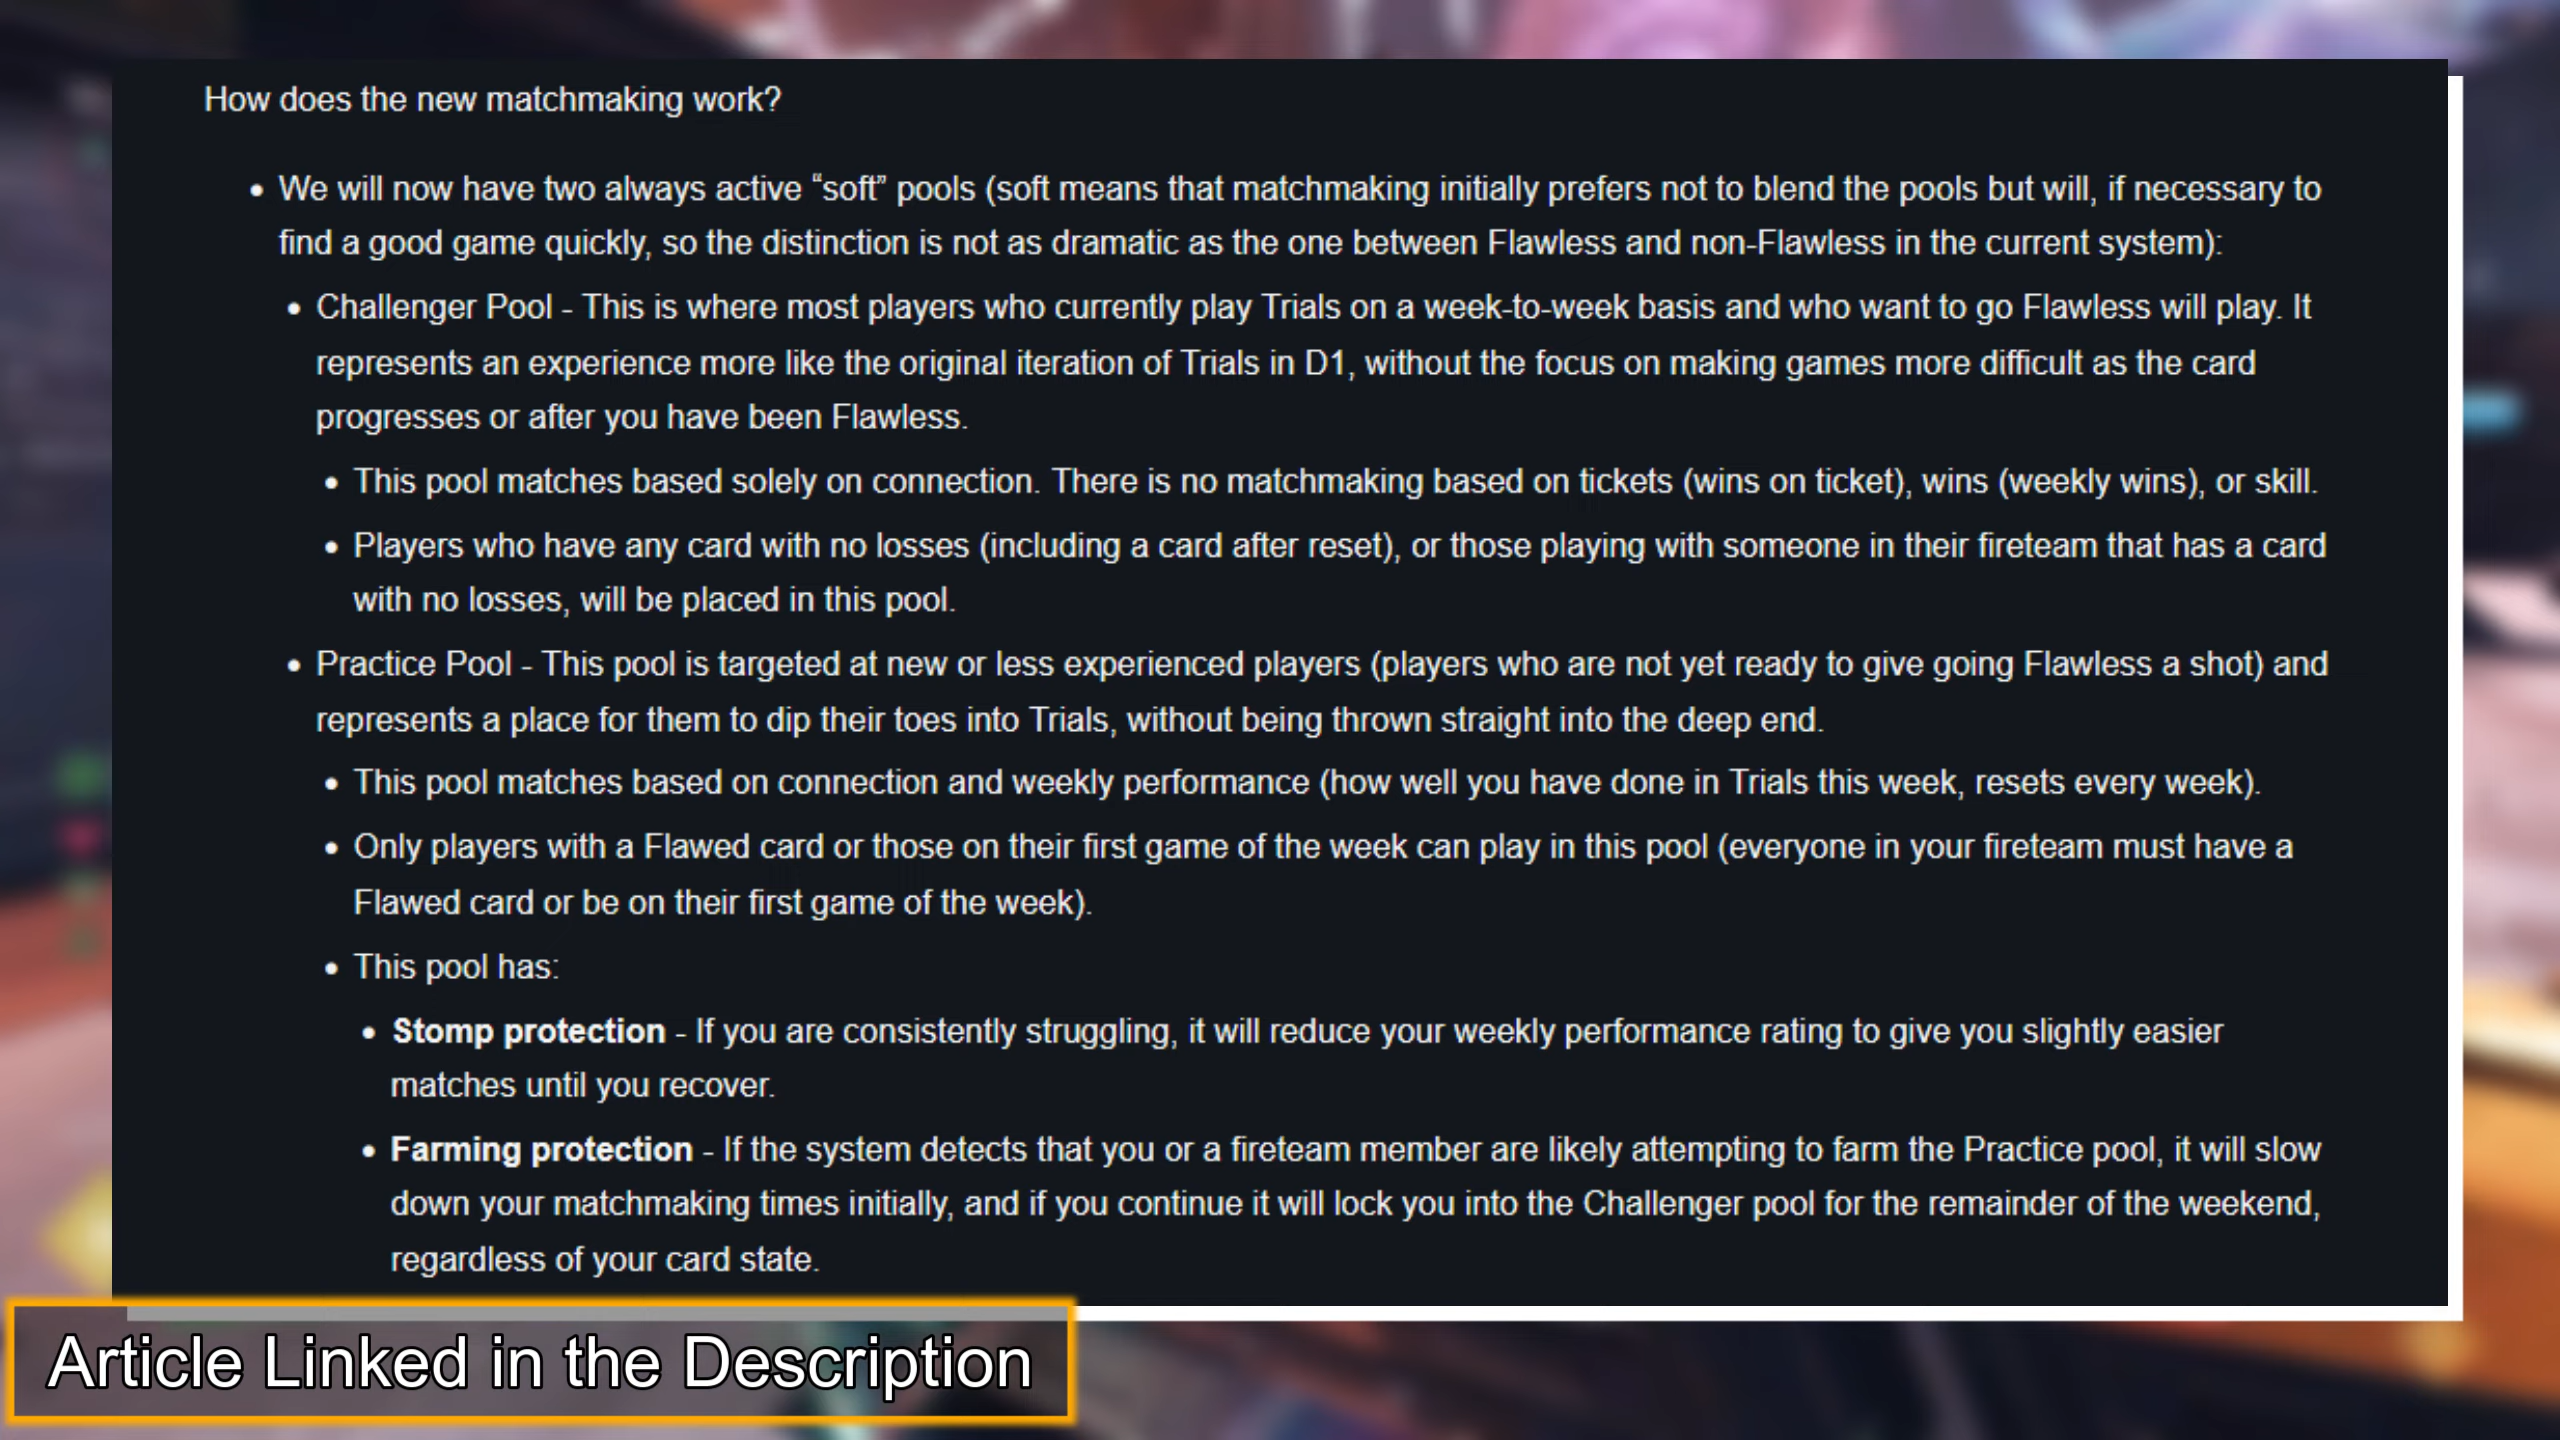 How does the new matchmaking work?
• We will now have two always active “soft” pools (soft means that matchmaking initially prefers not to blend the pools but will, if necessary to
find a good game quickly, so the distinction is not as dramatic as the one between Flawless and non-Flawless in the current system):
• Challenger Pool - This is where most players who currently play Trials on a week-to-week basis and who want to go Flawless will play. It
represents an experience more like the original iteration of Trials in D1, without the focus on making games more difficult as the card
progresses or after you have been Flawless.
• This pool matches based solely on connection. There is no matchmaking based on tickets (wins on ticket), wins (weekly wins), or skill.
• Players who have any card with no losses (including a card after reset), or those playing with someone in their fireteam that has a card
with no losses, will be placed in this pool.
• Practice Pool - This pool is targeted at new or less experienced players (players who are not yet ready to give going Flawless a shot) and
represents a place for them to dip their toes into Trials, without being thrown straight into the deep end.
• This pool matches based on connection and weekly performance (how well you have done in Trials this week, resets every week).
• Only players with a Flawed card or those on their first game of the week can play in this pool (everyone in your fireteam must have a
Flawed card or be on their first game of the week).
• This pool has:
• Stomp protection - If you are consistently struggling, it will reduce your weekly performance rating to give you slightly easier
matches until you recover.
• Farming protection - If the system detects that you or a fireteam member are likely attempting to farm the Practice pool, it will slow
down your matchmaking times initially, and if you continue it will lock you into the Challenger pool for the remainder of the weekend,
regardless of your card state.
Article Linked in the Description